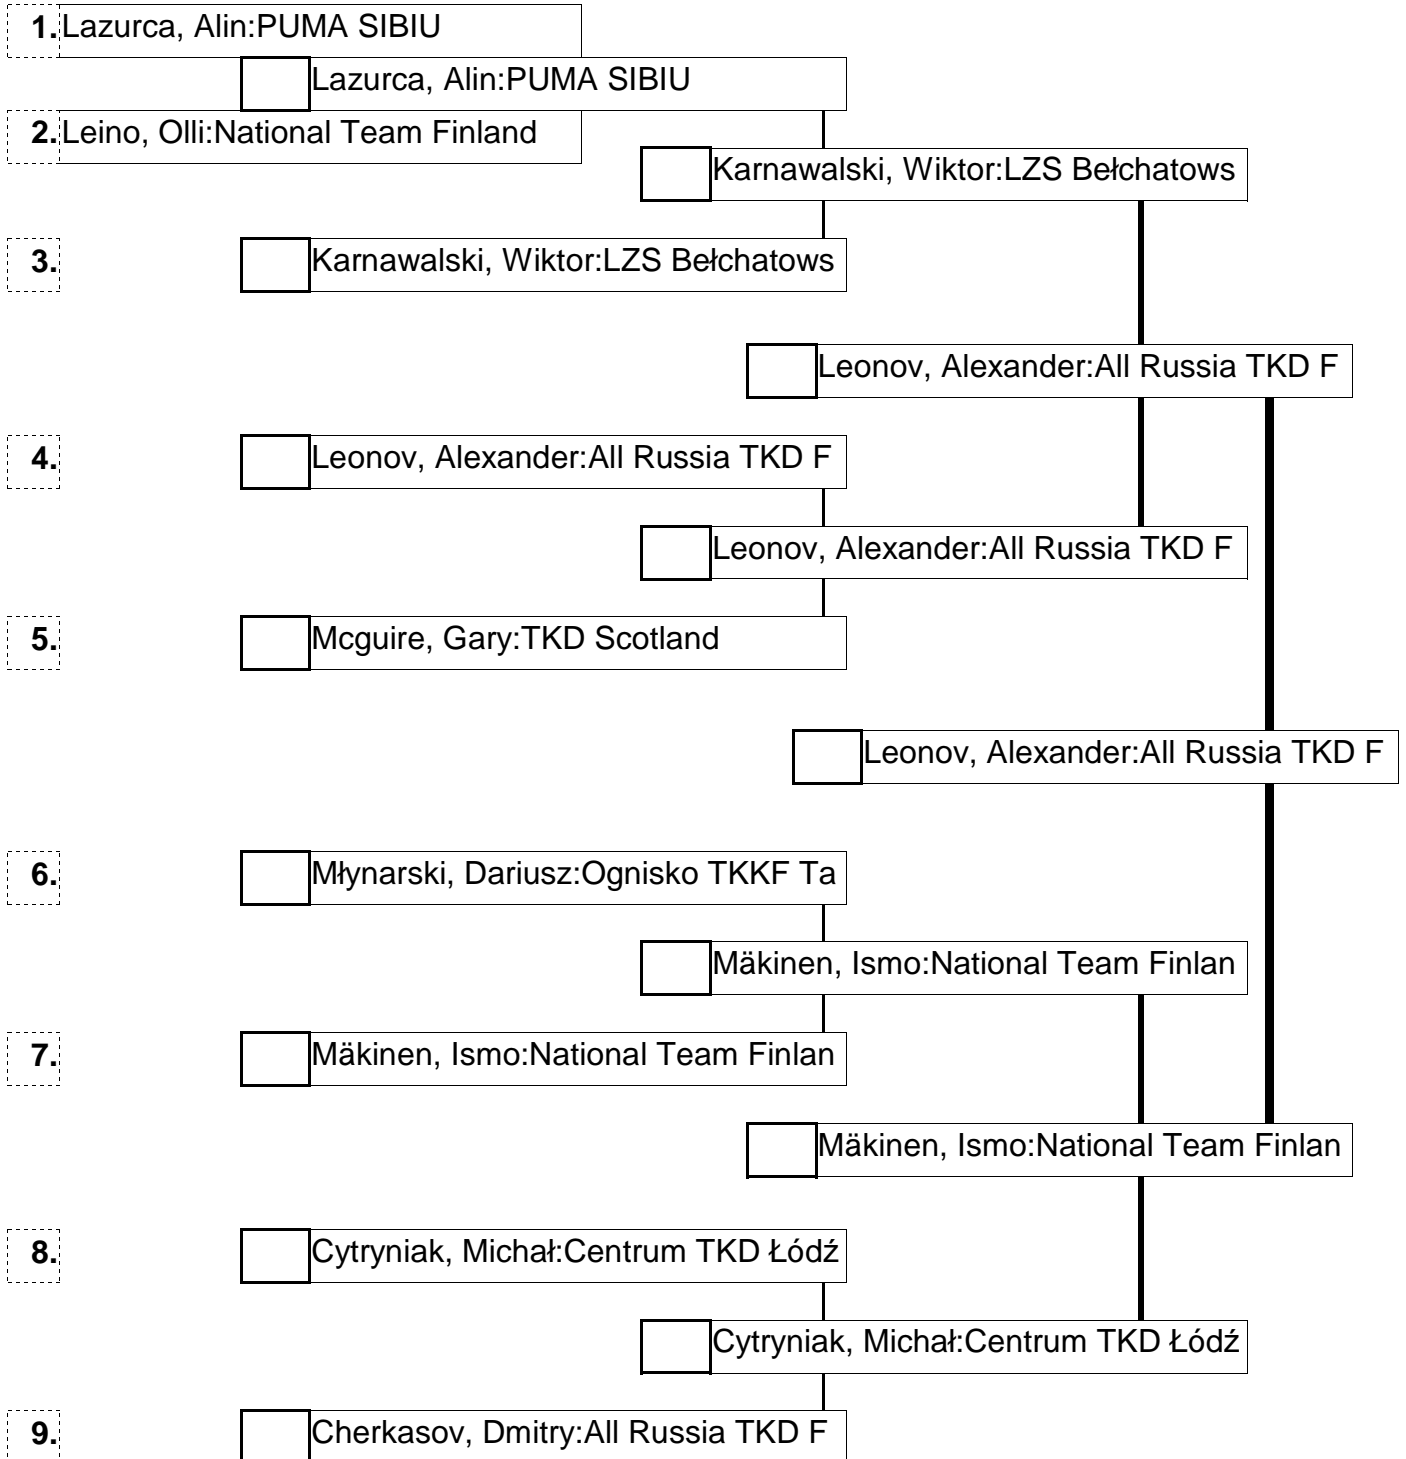 1. Lazurca, Alin:PUMA SIBIU
Lazurca, Alin:PUMA SIBIU
2. Leino, Olli:National Team Finland
Karnawalski, Wiktor:LZS Bełchatows
3. Karnawalski, Wiktor:LZS Bełchatows
Leonov, Alexander:All Russia TKD F
4. Leonov, Alexander:All Russia TKD F
Leonov, Alexander:All Russia TKD F
5. Mcguire, Gary:TKD Scotland
Leonov, Alexander:All Russia TKD F
6. Młynarski, Dariusz:Ognisko TKKF Ta
Mäkinen, Ismo:National Team Finlan
7. Mäkinen, Ismo:National Team Finlan
Mäkinen, Ismo:National Team Finlan
8. Cytryniak, Michał:Centrum TKD Łódź
Cytryniak, Michał:Centrum TKD Łódź
9. Cherkasov, Dmitry:All Russia TKD F